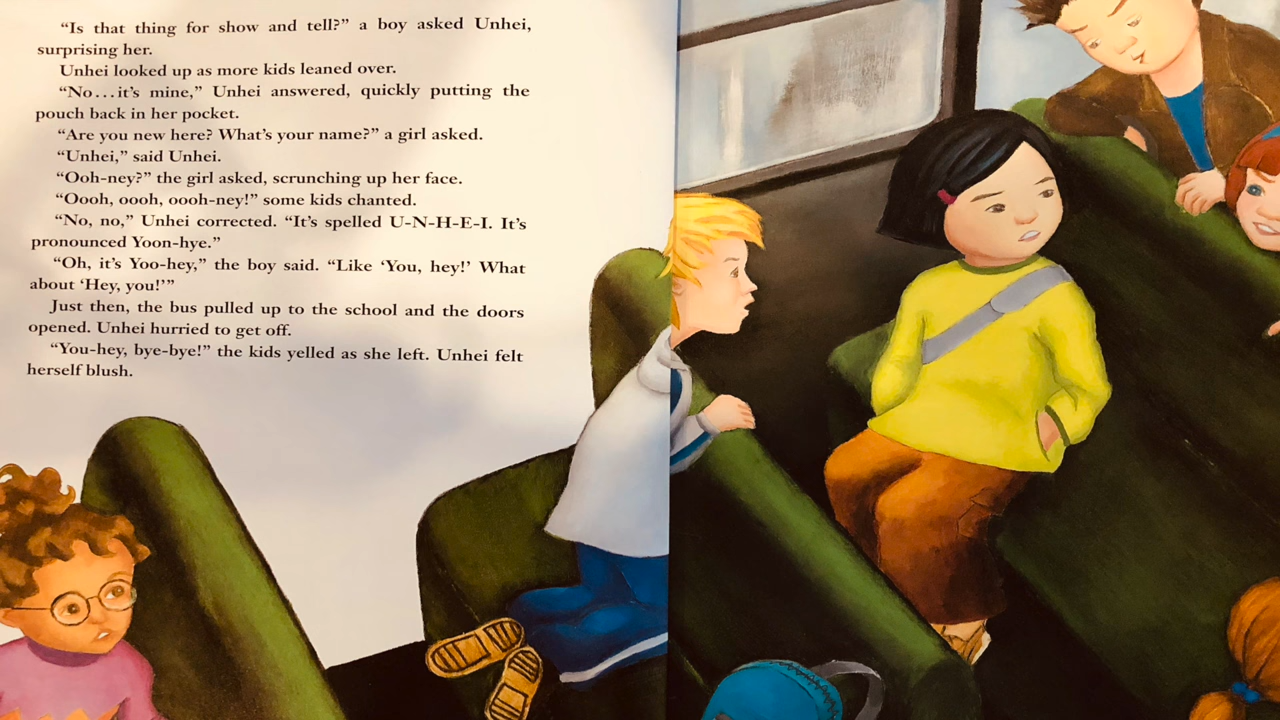 “Is that thing for show and tell?” a boy asked Unhei,
surprising her.
Unhei looked up as more kids leaned over.
“No...it’s mine,” Unhei answered, quickly putting the
pouch back in her pocket.
“Are you new here? What’s your name?” a girl asked.
“Unhei,” said Unhei.
“Ooh-ney?” the girl asked, scrunching up her face.
“Oooh, oooh, oooh-ney!” some kids chanted.
“No, no,” Unhei corrected. “It’s spelled U-N-H-E-I. It’s
pronounced Yoon-hye.”
“Oh, it’s Yoo-hey,” the boy said. “Like ‘You, hey!’ What
about ‘Hey, you!’”
Just then, the bus pulled up to the school and the doors
opened. Unhei hurried to get off.
“You-hey, bye-bye!” the kids yelled as she left. Unhei felt
herself blush.